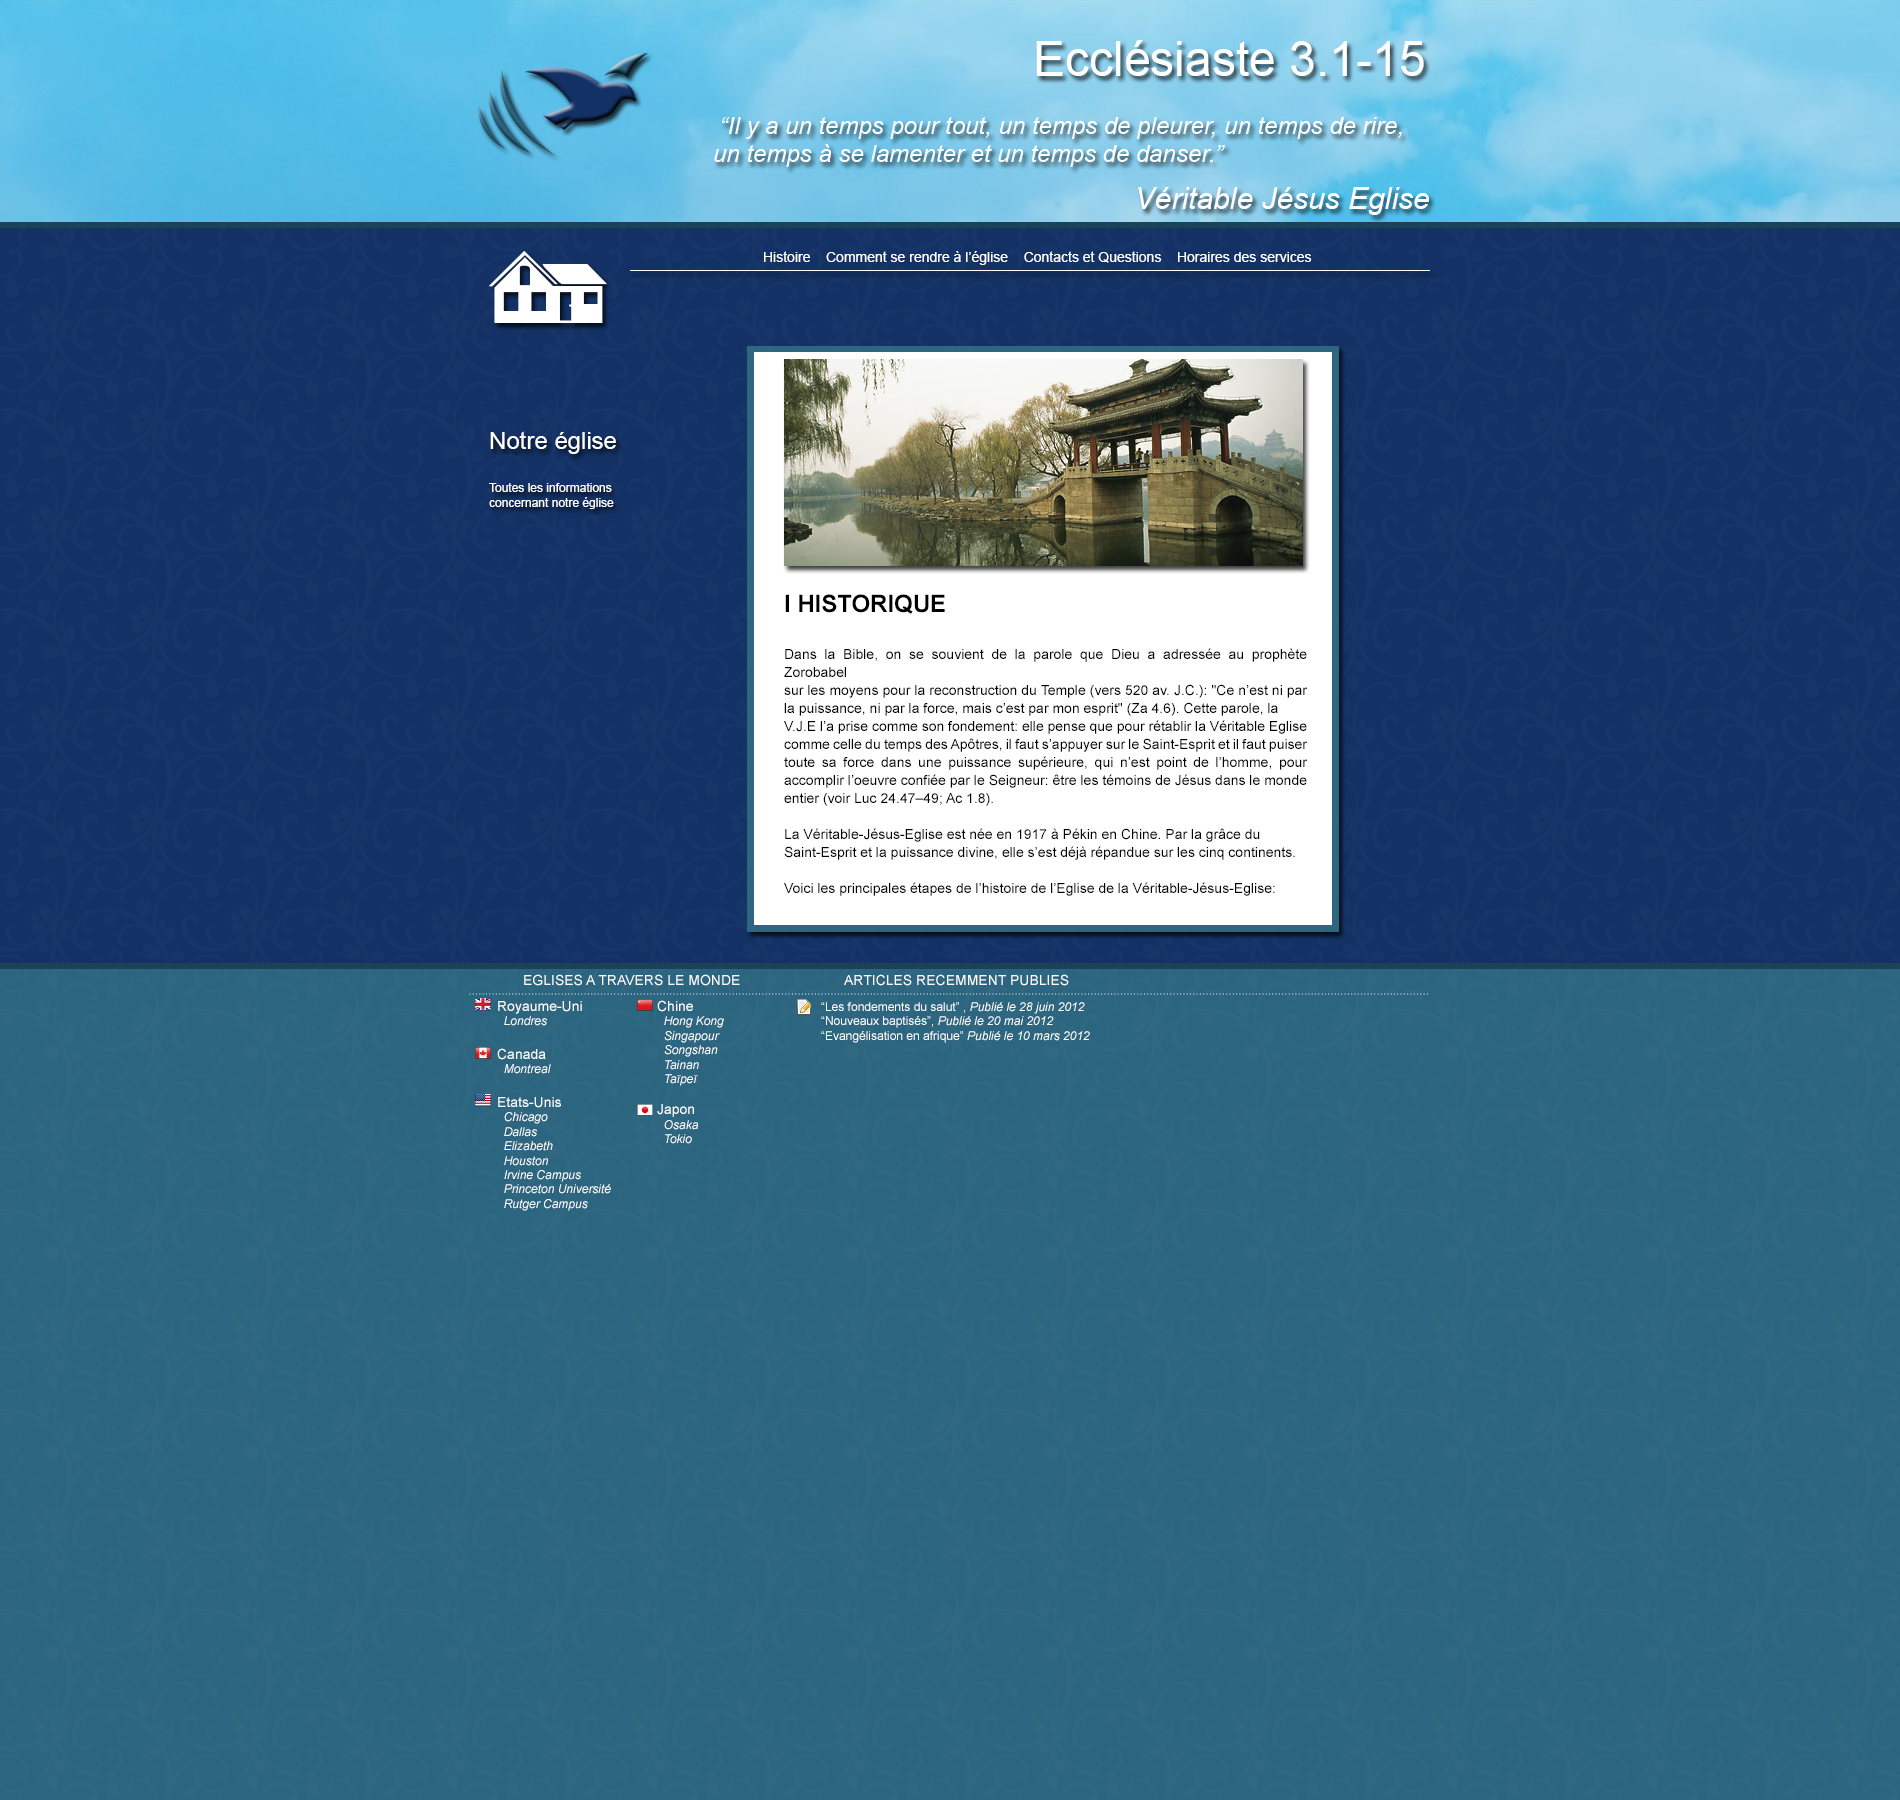 Ecclésiaste 3.1-15
“Il y a un temps pour tout, un temps de pleurer, un temps de rire,
un temps à se lamenter et un temps de danser.”
Véritable Jésus Eglise
Histoire    Comment se rendre à l’église    Contacts et Questions    Horaires des services
Notre église
Toutes les informations
concernant notre église
I HISTORIQUE
Dans la Bible, on se souvient de la parole que Dieu a adressée au prophète
Zorobabel
sur les moyens pour la reconstruction du Temple (vers 520 av. J.C.): "Ce n’est ni par
la puissance, ni par la force, mais c’est par mon esprit" (Za 4.6). Cette parole, la
V.J.E l’a prise comme son fondement: elle pense que pour rétablir la Véritable Eglise
comme celle du temps des Apôtres, il faut s’appuyer sur le Saint-Esprit et il faut puiser
toute sa force dans une puissance supérieure, qui n’est point de l’homme, pour
accomplir l’oeuvre confiée par le Seigneur: être les témoins de Jésus dans le monde
entier (voir Luc 24.47–49; Ac 1.8).
La Véritable-Jésus-Eglise est née en 1917 à Pékin en Chine. Par la grâce du
Saint-Esprit et la puissance divine, elle s’est déjà répandue sur les cinq continents.
Voici les principales étapes de l’histoire de l’Eglise de la Véritable-Jésus-Eglise:
EGLISES A TRAVERS LE MONDE
Royaume-Uni
Londres
Canada
Montreal
Etats-Unis
Chicago
Dallas
Elizabeth
Houston
Irvine Campus
Princeton Université
Rutger Campus
Chine
Hong Kong
Singapour
Songshan
Tainan
Taïpeï
Japon
Osaka
Tokio
ARTICLES RECEMMENT PUBLIES
“Les fondements du salut” , Publié le 28 juin 2012
“Nouveaux baptisés”, Publié le 20 mai 2012
“Evangélisation en afrique” Publié le 10 mars 2012